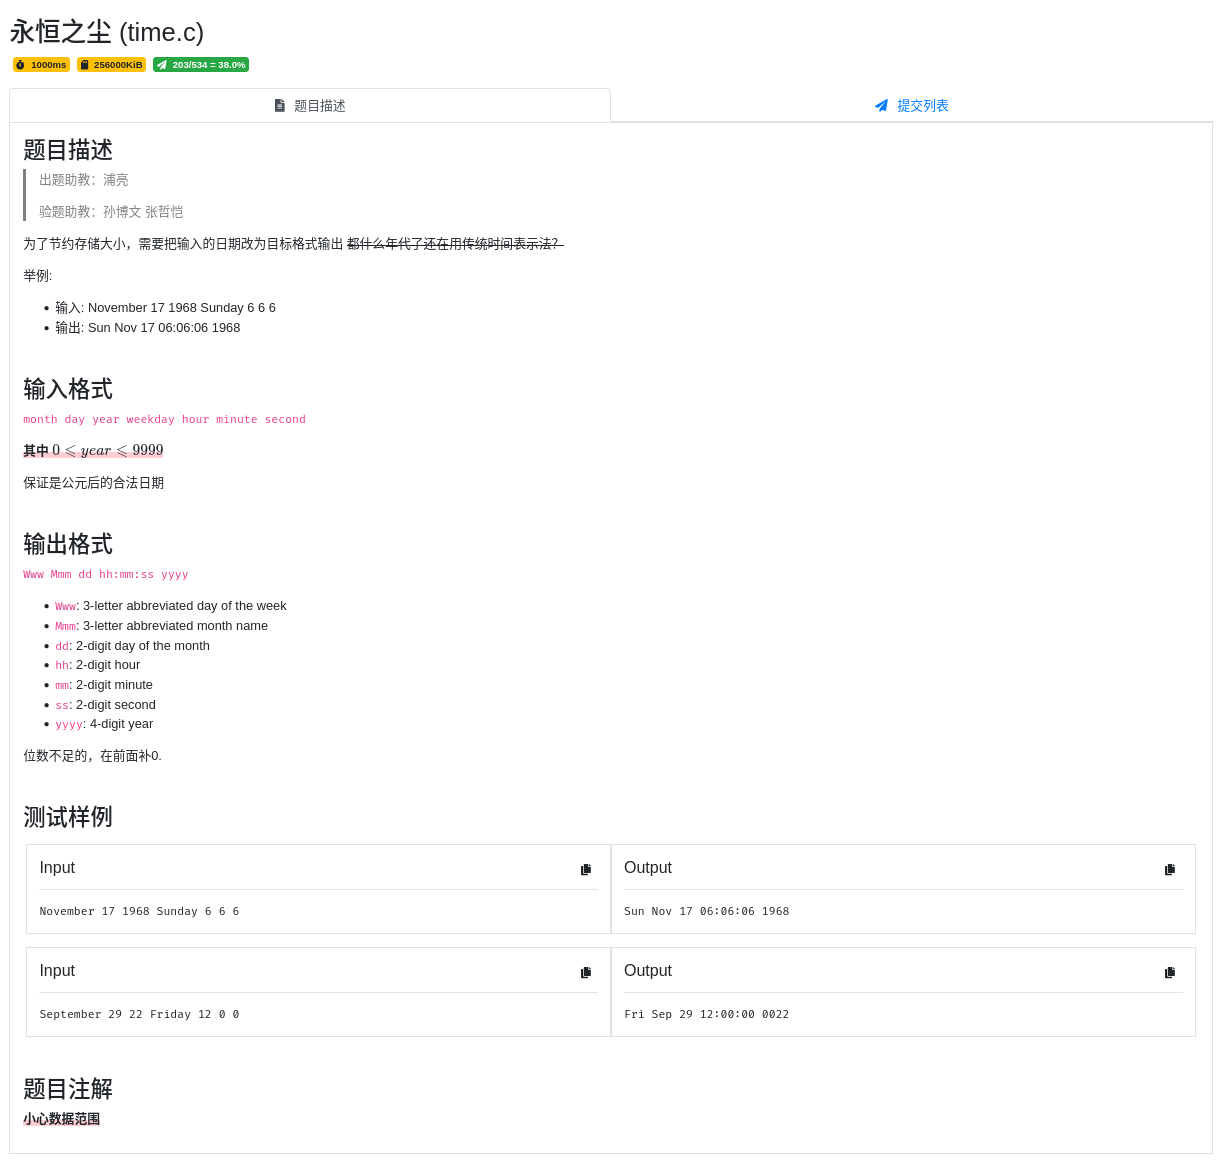 永恒之尘 (time.c)
1000ms 256000KiB 203/534 = 38.0%
题目描述 提交列表
题目描述
出题助教：浦亮
验题助教：孙博文 张哲恺
为了节约存储大小，需要把输入的日期改为目标格式输出 都什么年代了还在用传统时间表示法？
举例:
• 输入: November 17 1968 Sunday 6 6 6
• 输出: Sun Nov 17 06:06:06 1968
输入格式
month day year weekday hour minute second
其中 0 ⩽ year ⩽ 9999
保证是公元后的合法日期
输出格式
Www Mmm dd hh:mm:ss yyyy
• Www: 3-letter abbreviated day of the week
• Mmm: 3-letter abbreviated month name
• dd: 2-digit day of the month
• hh: 2-digit hour
• mm: 2-digit minute
• ss: 2-digit second
• yyyy: 4-digit year
位数不足的，在前面补0.
测试样例
Input Output
November 17 1968 Sunday 6 6 6 Sun Nov 17 06:06:06 1968
Input Output
September 29 22 Friday 12 0 0 Fri Sep 29 12:00:00 0022
题目注解
小心数据范围